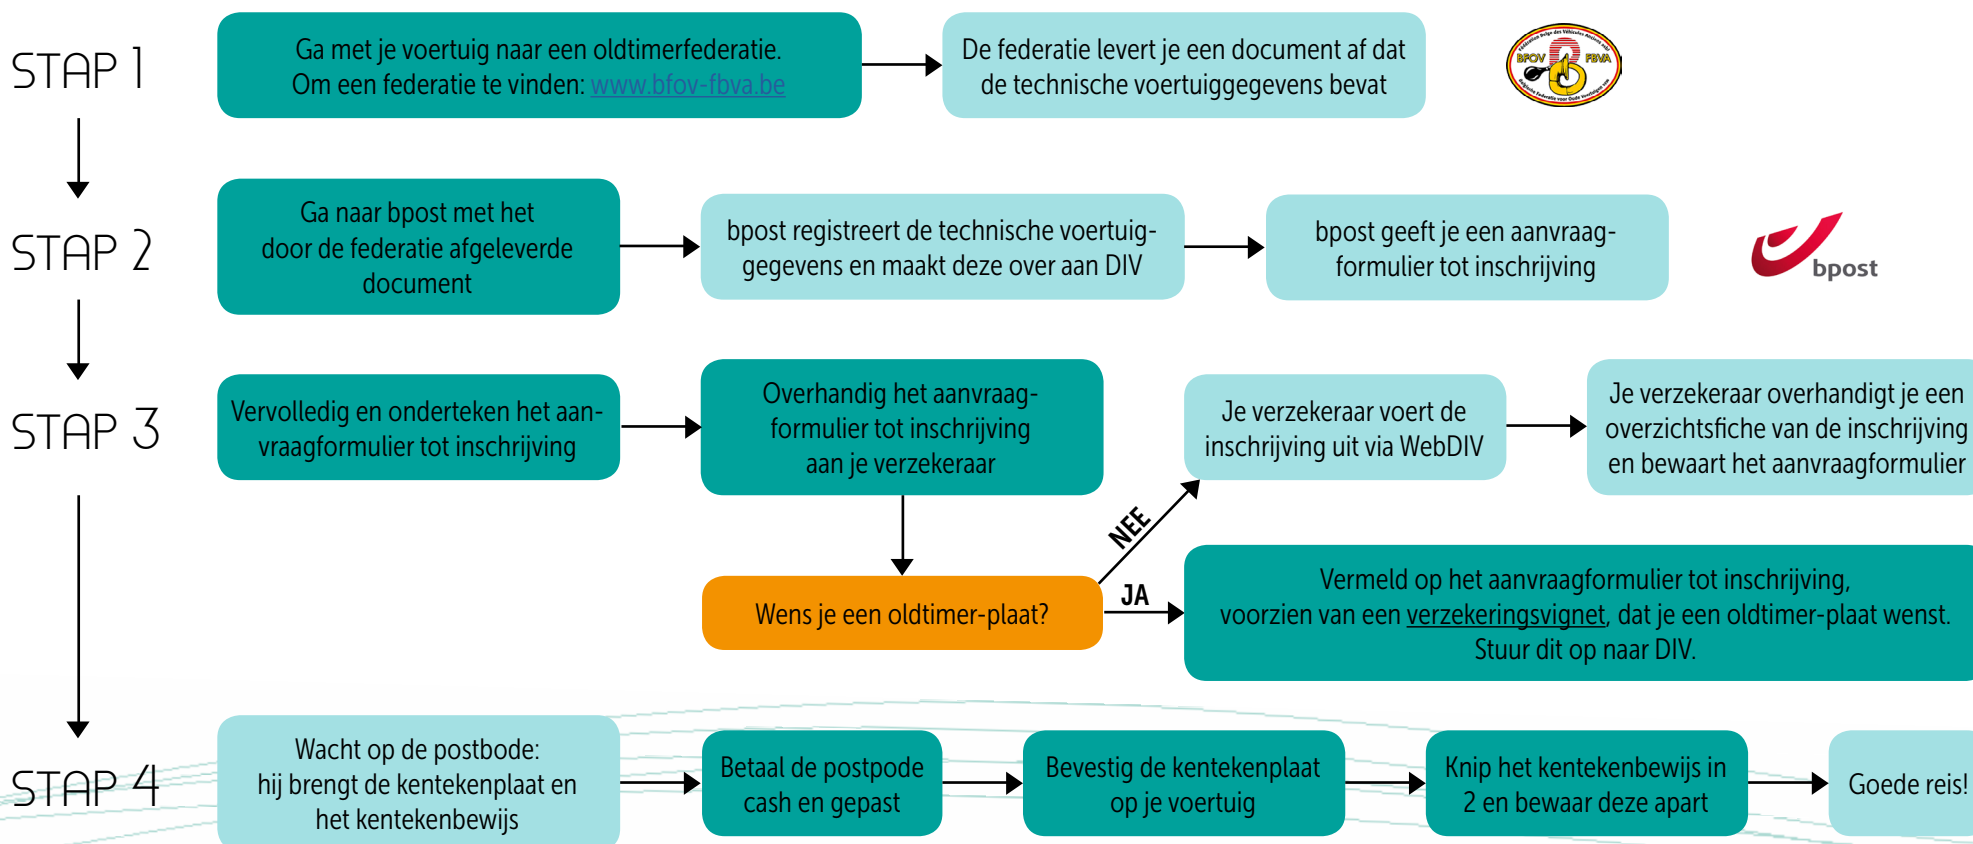 STAP 1
Ga met je voertuig naar een oldtimerfederatie.
Om een federatie te vinden: www.bfov-fbva.be
De federatie levert je een document af dat
de technische voertuiggegevens bevat
BFOV
FBVA
STAP 2
Ga naar bpost met het
door de federatie afgeleverde
document
bpost registreert de technische voertuig-
gegevens en maakt deze over aan DIV
bpost geeft je een aanvraag-
formulier tot inschrijving
bpost
STAP 3
Vervolledig en onderteken het aan-
vraagformulier tot inschrijving
Overhandig het aanvraag-
formulier tot inschrijving
aan je verzekeraar
Je verzekeraar voert de
inschrijving uit via WebDIV
Je verzekeraar overhandigt je een
overzichtsfiche van de inschrijving
en bewaart het aanvraagformulier
NEE
Wens je een oldtimer-plaat?
JA
Vermeld op het aanvraagformulier tot inschrijving,
voorzien van een verzekeringsvignet, dat je een oldtimer-plaat wenst.
Stuur dit op naar DIV.
STAP 4
Wacht op de postbode:
hij brengt de kentekenplaat en
het kentekenbewijs
Betaal de postpode
cash en gepast
Bevestig de kentekenplaat
op je voertuig
Knip het kentekenbewijs in
2 en bewaar deze apart
Goede reis!